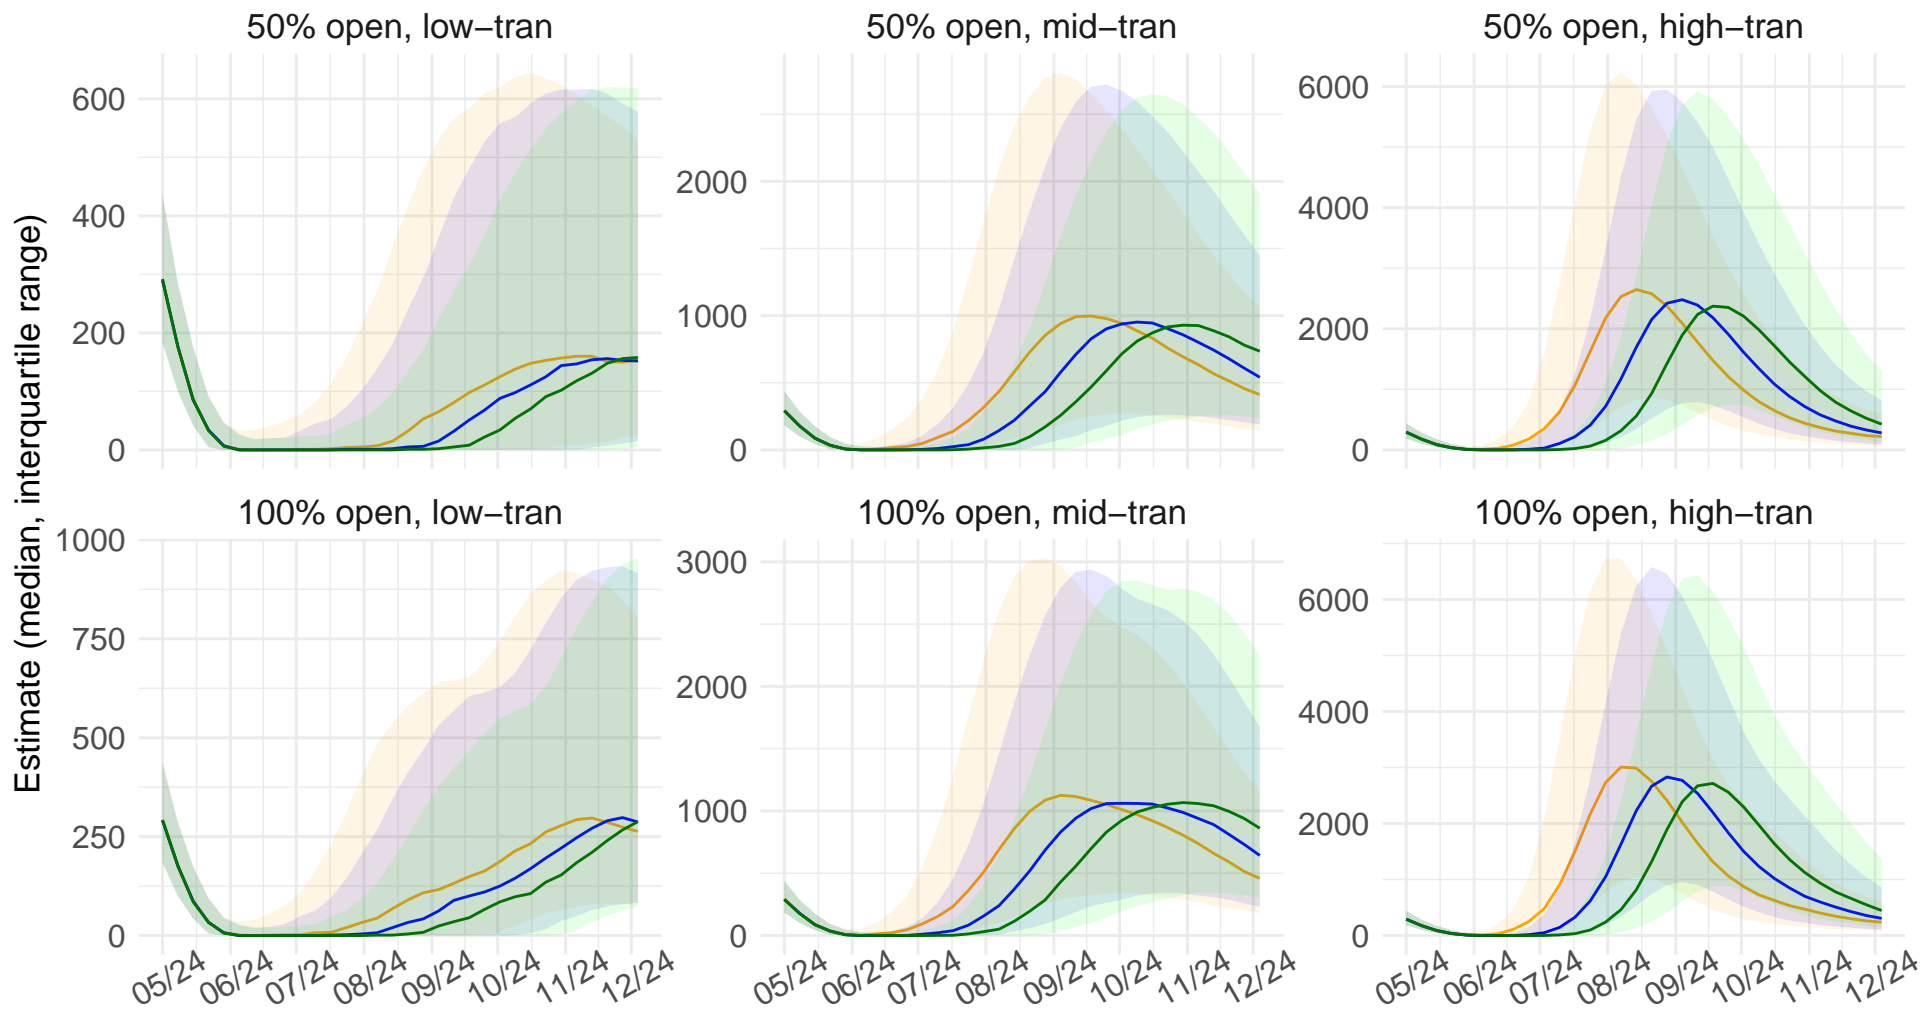 50% open, low−tran
50% open, mid−tran
50% open, high−tran
600
400
200
0
2000
1000
0
6000
4000
2000
0
Estimate (median, interquartile range)
100% open, low−tran
100% open, mid−tran
100% open, high−tran
1000
750
500
250
0
3000
2000
1000
0
6000
4000
2000
0
05/24 06/24 07/24 08/24 09/24 10/24 11/24 12/24
05/24 06/24 07/24 08/24 09/24 10/24 11/24 12/24
05/24 06/24 07/24 08/24 09/24 10/24 11/24 12/24